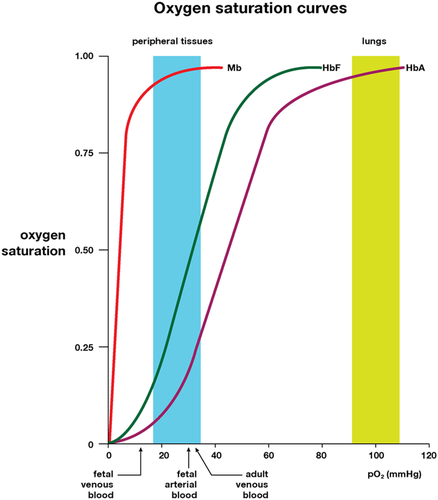 Oxygen saturation curves
peripheral tissues
lungs
1.00
Mb
HbF
HbA
0.75
oxygen
saturation
0.50
0.25
0
0
20
40
60
80
100
120
fetal
venous
blood
fetal
arterial
blood
adult
venous
blood
pO₂ (mmHg)